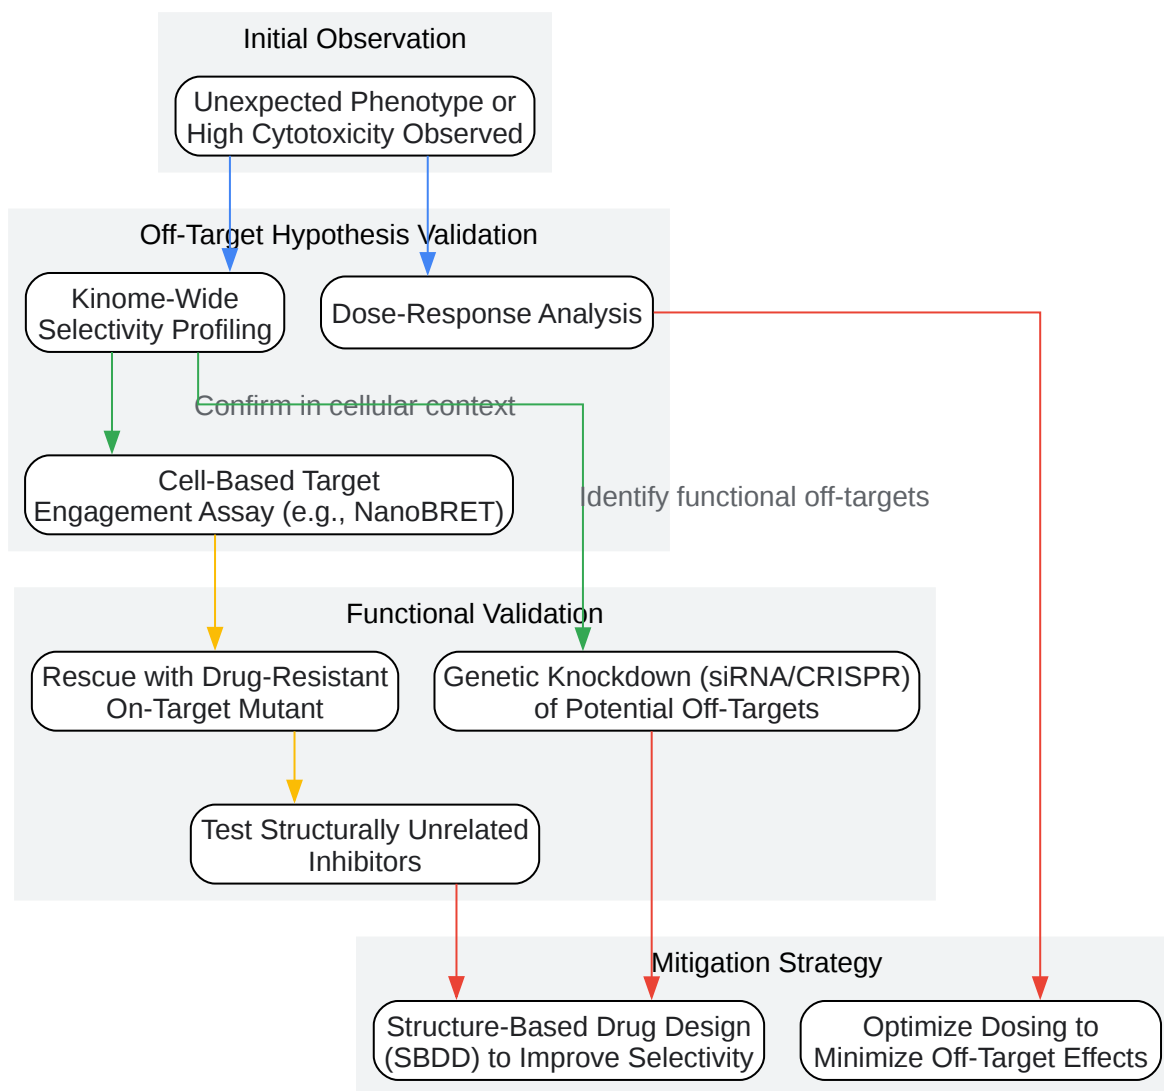 Initial Observation
Unexpected Phenotype or
High Cytotoxicity Observed
Off-Target Hypothesis Validation
Kinome-Wide
Selectivity Profiling
Dose-Response Analysis
Confirm in cellular context
Cell-Based Target
Engagement Assay (e.g., NanoBRET)
Identify functional off-targets
Functional Validation
Rescue with Drug-Resistant
On-Target Mutant
Genetic Knockdown (siRNA/CRISPR)
of Potential Off-Targets
Test Structurally Unrelated
Inhibitors
Mitigation Strategy
Structure-Based Drug Design
(SBDD) to Improve Selectivity
Optimize Dosing to
Minimize Off-Target Effects